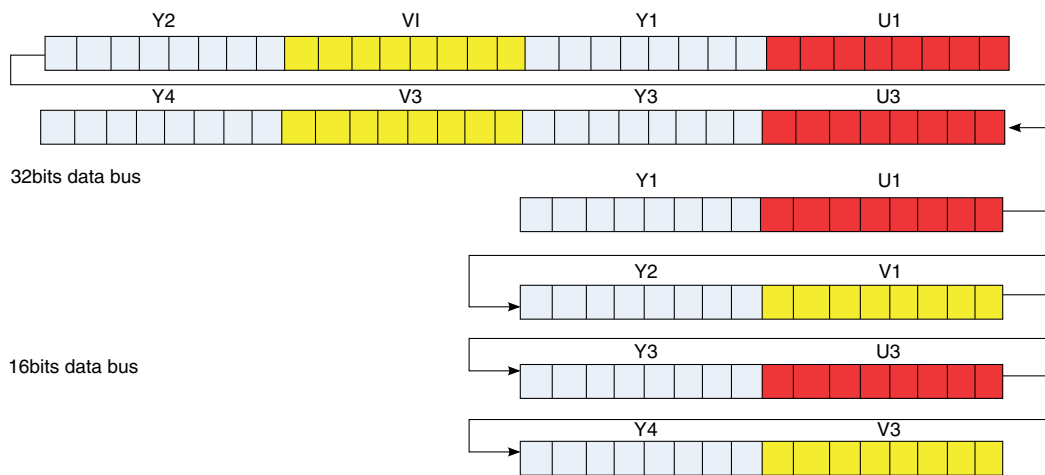 Y2 VI Y1 U1
Y4 V3 Y3 U3
32bits data bus
Y1 U1
Y2 V1
16bits data bus
Y3 U3
Y4 V3